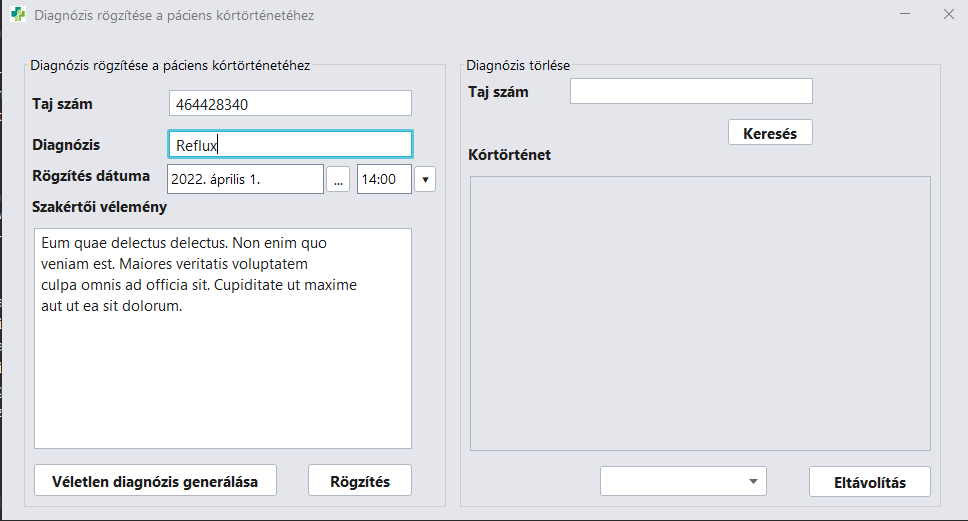 Diagnózis rögzítése a páciens kórtörténetéhez
Diagnózis rögzítése a páciens kórtörténetéhez
Taj szám
464428340
Diagnózis
Reflux
Rögzítés dátuma
2022. április 1.
...
14:00
Szakértői vélemény
Eum quae delectus delectus. Non enim quo
veniam est. Maiores veritatis voluptatem
culpa omnis ad officia sit. Cupiditate ut maxime
aut ut ea sit dolorum.
Véletlen diagnózis generálása
Rögzítés
Diagnózis törlése
Taj szám
Keresés
Kórtörténet
Eltávolítás